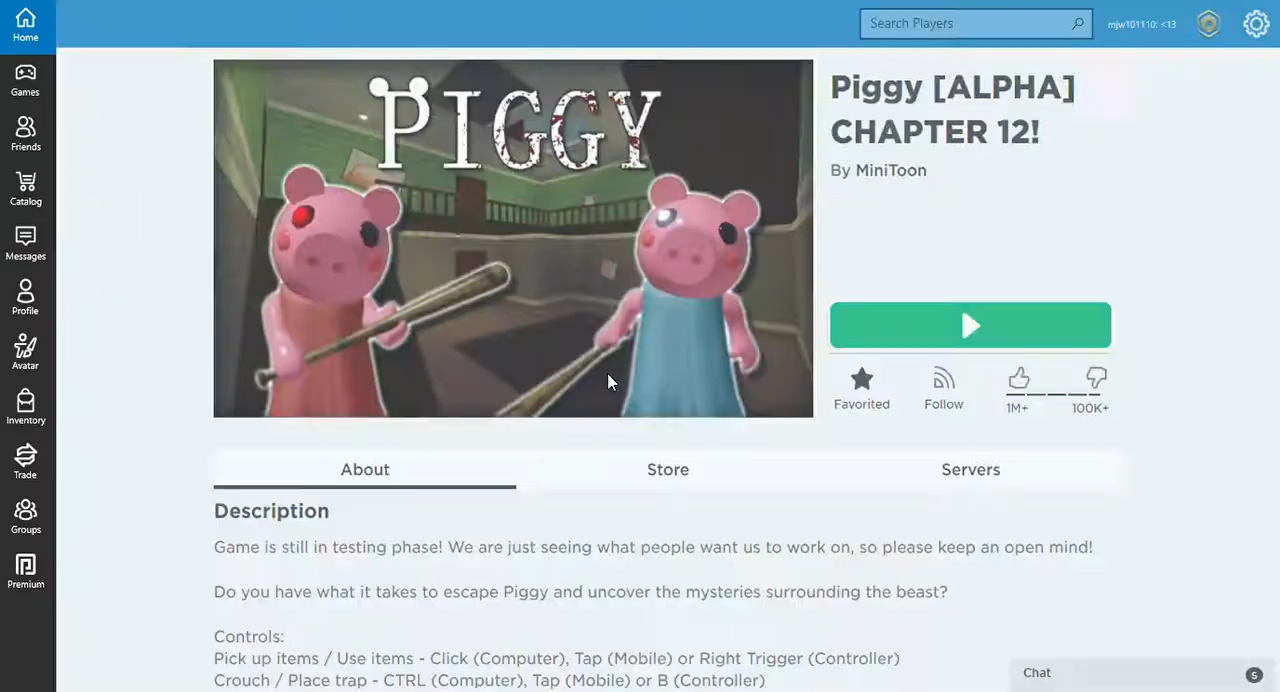 Home
Games
Friends
Catalog
Messages
Profile
Avatar
Inventory
Trade
Groups
Premium
Search Players
mjw101110: <13
PIGGY
Piggy [ALPHA]
CHAPTER 12!
By MiniToon
Favorited
Follow
1M+
100K+
About
Store
Servers
Description
Game is still in testing phase! We are just seeing what people want us to work on, so please keep an open mind!
Do you have what it takes to escape Piggy and uncover the mysteries surrounding the beast?
Controls:
Pick up items / Use items - Click (Computer), Tap (Mobile) or Right Trigger (Controller)
Crouch / Place trap - CTRL (Computer), Tap (Mobile) or B (Controller)
Chat
5